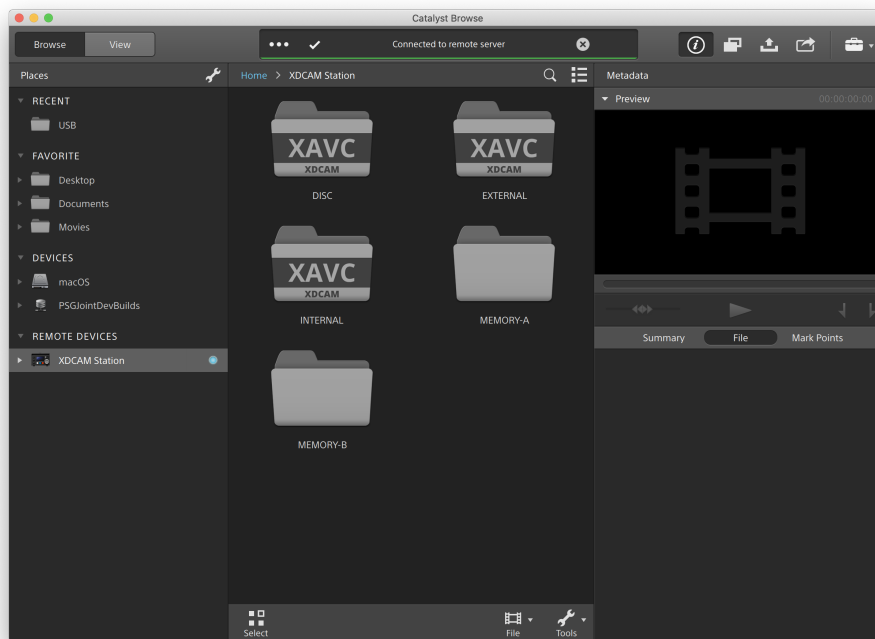 Catalyst Browse
Browse
View
Connected to remote server
Places
Home > XDCAM Station
Metadata
RECENT
USB
FAVORITE
Desktop
Documents
Movies
DEVICES
macOS
PSGJointDevBuilds
REMOTE DEVICES
XDCAM Station
XAVC
XDCAM
DISC
XAVC
XDCAM
EXTERNAL
XAVC
XDCAM
INTERNAL
MEMORY-A
MEMORY-B
Preview
00:00:00:00
Summary
File
Mark Points
Select
File
Tools